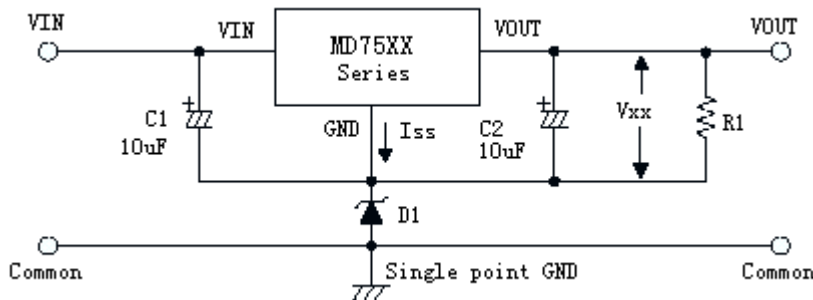 VIN
VIN
MD75XX
Series
VOUT
VOUT
C1
10uF
GND
Iss
C2
10uF
Vxx
R1
D1
Common
Single point GND
Common